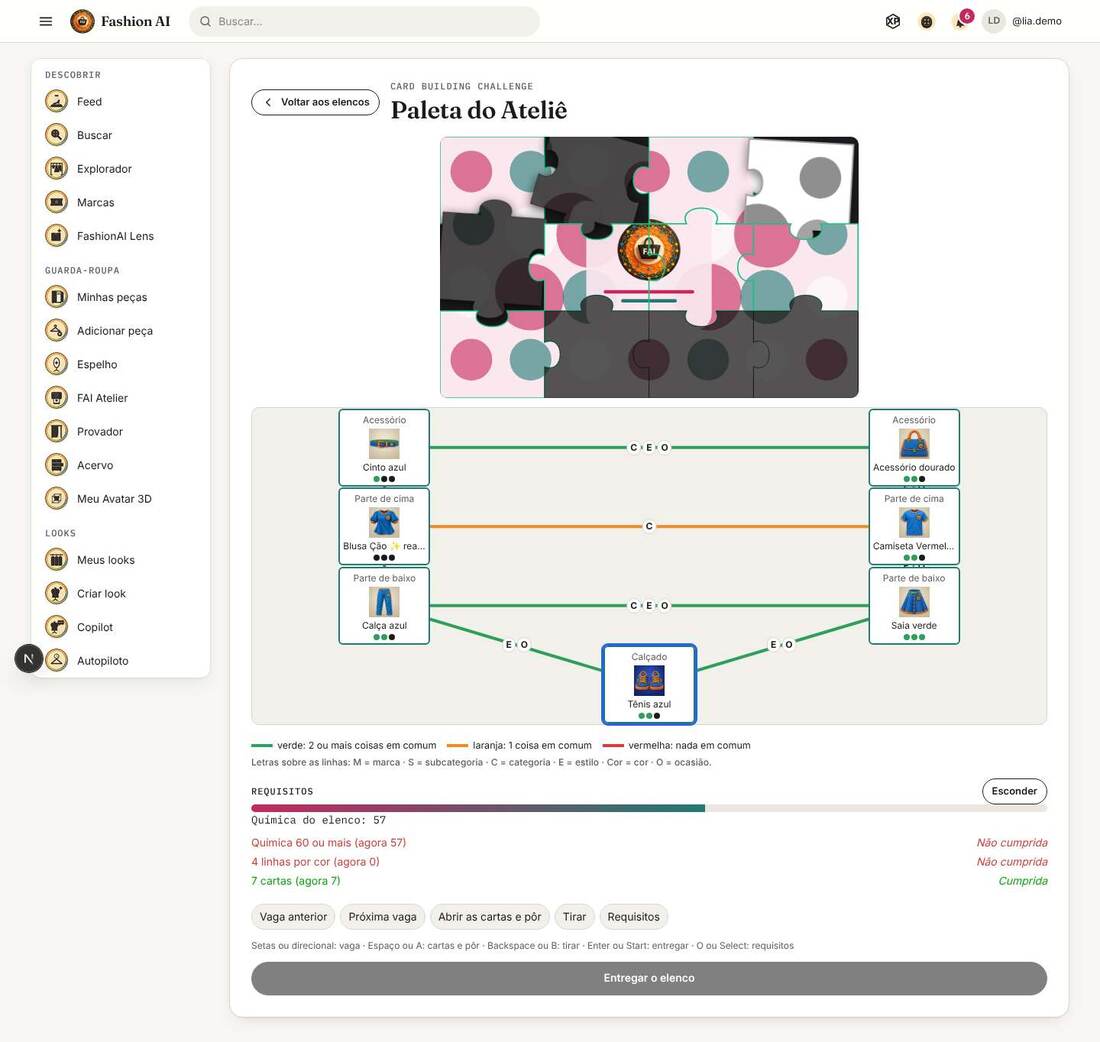 Fashion AI
Buscar...
XP
6
LD
@lia.demo
DESCOBRIR
Feed
Buscar
Explorador
Marcas
FashionAI Lens
GUARDA-ROUPA
Minhas peças
Adicionar peça
Espelho
FAI Atelier
Provador
Acervo
Meu Avatar 3D
LOOKS
Meus looks
Criar look
Copilot
Autopiloto
N
Voltar aos elencos
CARD BUILDING CHALLENGE
Paleta do Ateliê
FAI
Acessório
Cinto azul
C · E · O
Acessório
Acessório dourado
Parte de cima
Blusa Ção ✨ rea...
C
Parte de cima
Camiseta Vermel...
Parte de baixo
Calça azul
C · E · O
Parte de baixo
Saia verde
E · O
E · O
Calçado
Tênis azul
verde: 2 ou mais coisas em comum
laranja: 1 coisa em comum
vermelha: nada em comum
Letras sobre as linhas: M = marca · S = subcategoria · C = categoria · E = estilo · Cor = cor · O = ocasião.
REQUISITOS
Esconder
Química do elenco: 57
Química 60 ou mais (agora 57)
Não cumprida
4 linhas por cor (agora 0)
Não cumprida
7 cartas (agora 7)
Cumprida
Vaga anterior
Próxima vaga
Abrir as cartas e pôr
Tirar
Requisitos
Setas ou direcional: vaga · Espaço ou A: cartas e pôr · Backspace ou B: tirar · Enter ou Start: entregar · O ou Select: requisitos
Entregar o elenco